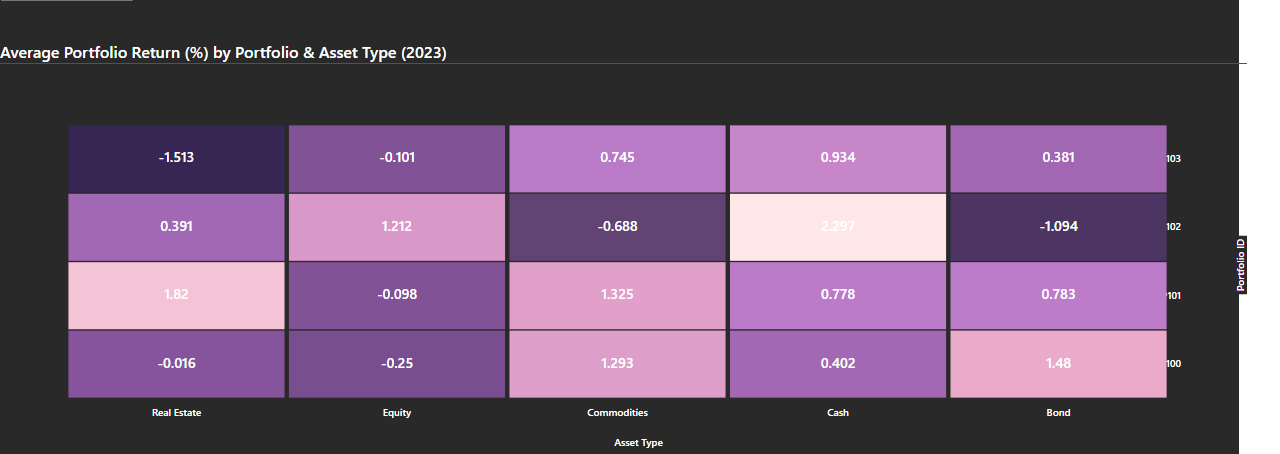 Average Portfolio Return (%) by Portfolio & Asset Type (2023)
-1.513 -0.101 0.745 0.934 0.381 103
0.391 1.212 -0.688 2.297 -1.094 102
Portfolio ID
1.82 -0.098 1.325 0.778 0.783 101
-0.016 -0.25 1.293 0.402 1.48 100
Real Estate Equity Commodities Cash Bond
Asset Type